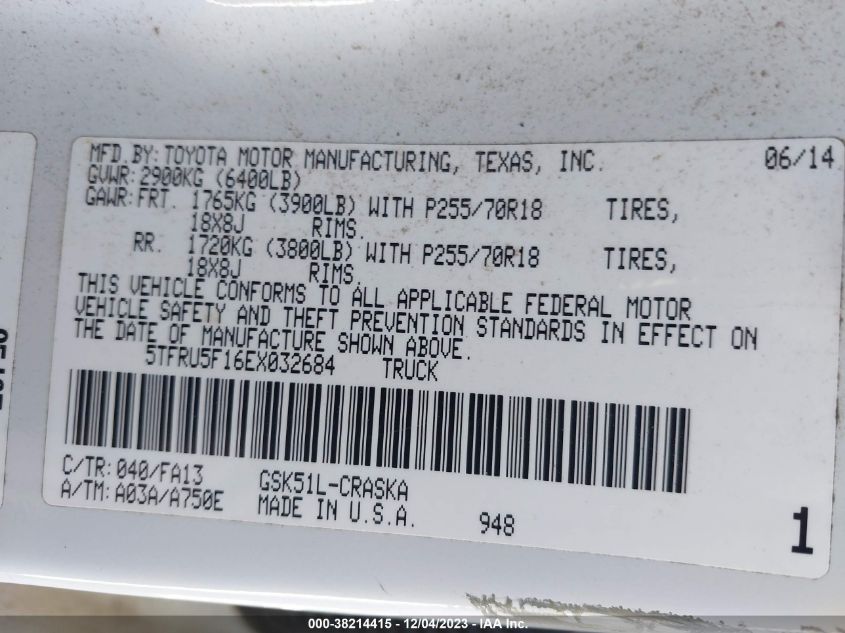 MFD.BY:TOYOTA MOTOR MANUFACTURING, TEXAS, INC. 06/14
GVWR:2900KG (6400LB)
GAWR:FRT. 1765KG (3900LB) WITH P255/70R18 TIRES,
18X8J RIMS.
RR. 1720KG (3800LB) WITH P255/70R18 TIRES,
18X8J RIMS.
THIS VEHICLE CONFORMS TO ALL APPLICABLE FEDERAL MOTOR
VEHICLE SAFETY AND THEFT PREVENTION STANDARDS IN EFFECT ON
THE DATE OF MANUFACTURE SHOWN ABOVE.
5TFRU5F16EX032684 TRUCK
C/TR:040/FA13 GSK51L-CRASKA
A/TM:A03A/A750E MADE IN U.S.A. 948 1
000-38214415 - 12/04/2023 - IAA Inc.